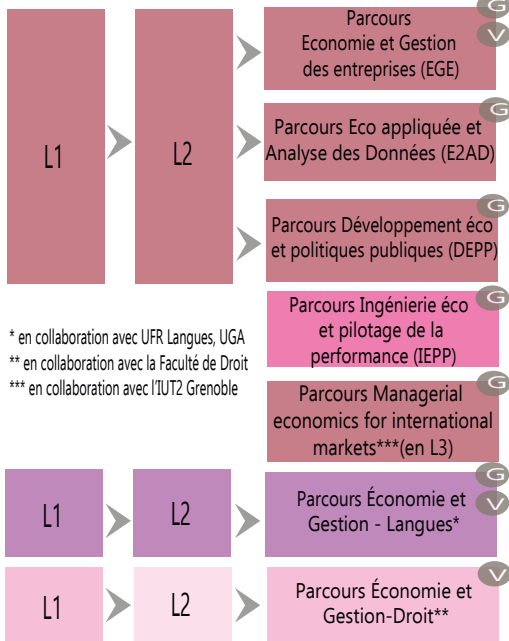 G
Parcours
V
Economie et Gestion
des entreprises (EGE)
L1
L2
G
Parcours Eco appliquée et
Analyse des Données (E2AD)
G
Parcours Développement éco
et politiques publiques (DEPP)
G
Parcours Ingénierie éco
et pilotage de la
performance (IEPP)
* en collaboration avec UFR Langues, UGA
** en collaboration avec la Faculté de Droit
*** en collaboration avec l'IUT2 Grenoble
G
Parcours Managerial
economics for international
markets***(en L3)
L1
L2
G
V
Parcours Économie et
Gestion - Langues*
L1
L2
V
Parcours Économie et
Gestion-Droit**